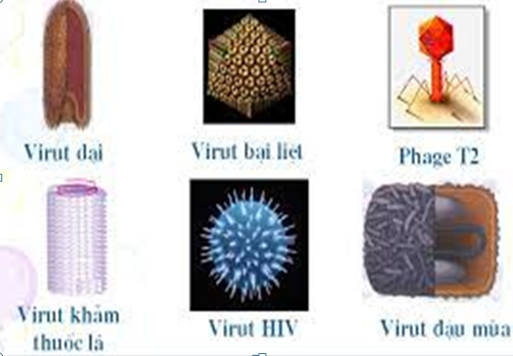 Virut dại
Virut bại liệt
Phage T2
Virut khảm
thuốc lá
Virut HIV
Virut đậu mùa